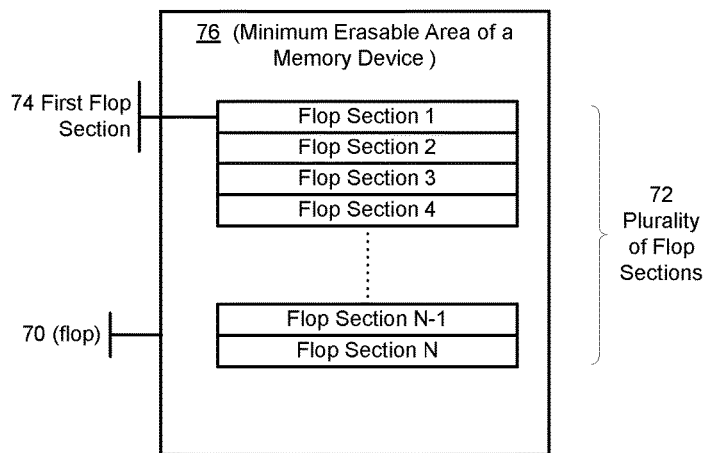 76 (Minimum Erasable Area of a
Memory Device )
74 First Flop
Section
Flop Section 1
Flop Section 2
Flop Section 3
Flop Section 4
72
Plurality
of Flop
Sections
70 (flop)
Flop Section N-1
Flop Section N